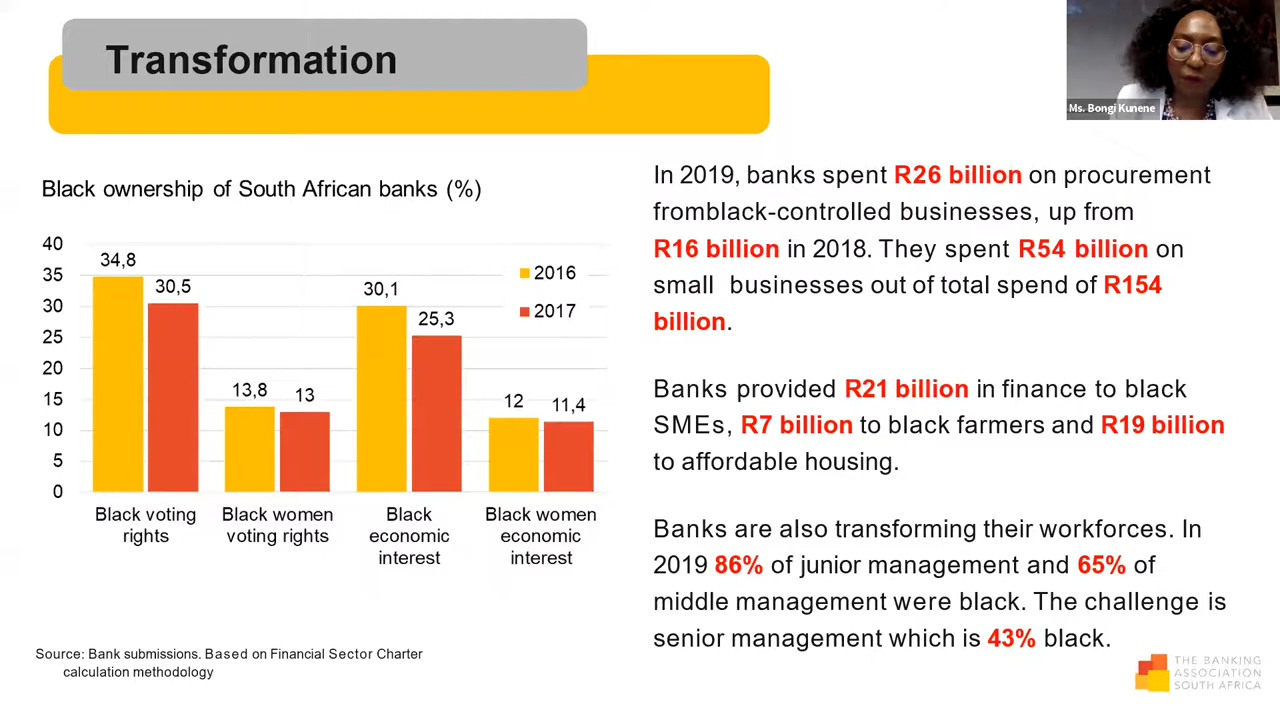 Transformation
Ms. Bongi Kunene
Black ownership of South African banks (%)
40
35
30
25
20
15
10
5
0
34,8
30,5
13,8
13
30,1
25,3
12
11,4
2016
2017
Black voting
rights
Black women
voting rights
Black
economic
interest
Black women
economic
interest
Source: Bank submissions. Based on Financial Sector Charter
calculation methodology
In 2019, banks spent R26 billion on procurement
fromblack-controlled businesses, up from
R16 billion in 2018. They spent R54 billion on
small businesses out of total spend of R154
billion.
Banks provided R21 billion in finance to black
SMEs, R7 billion to black farmers and R19 billion
to affordable housing.
Banks are also transforming their workforces. In
2019 86% of junior management and 65% of
middle management were black. The challenge is
senior management which is 43% black.
THE BANKING
ASSOCIATION
SOUTH AFRICA